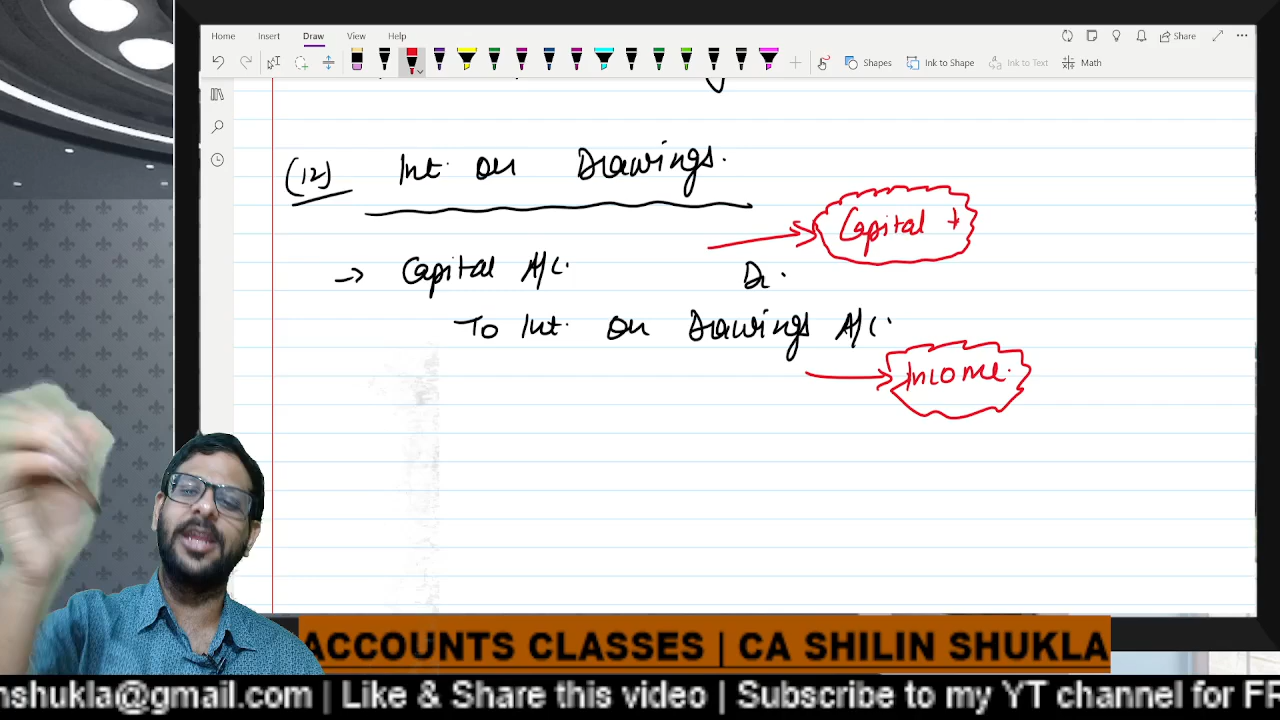 Home Insert Draw View Help
Share
Shapes Ink to Shape Ink to Text Math
(12) Int. on Drawings.
Capital +
→ Capital A/c. Dr.
To Int. on Drawings A/c.
Income.
ACCOUNTS CLASSES | CA SHILIN SHUKLA
nshukla@gmail.com | Like & Share this video | Subscribe to my YT channel for FR